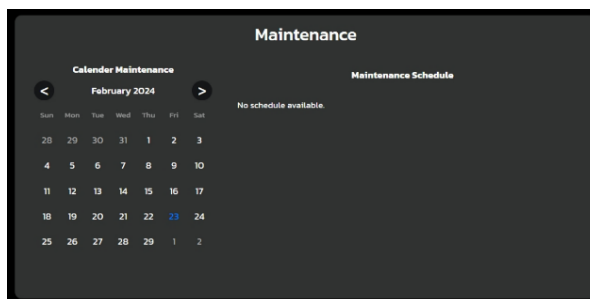 Maintenance
Calender Maintenance
< February 2024 >
Sun Mon Tue Wed Thu Fri Sat
28 29 30 31 1 2 3
4 5 6 7 8 9 10
11 12 13 14 15 16 17
18 19 20 21 22 23 24
25 26 27 28 29 1 2
Maintenance Schedule
No schedule available.